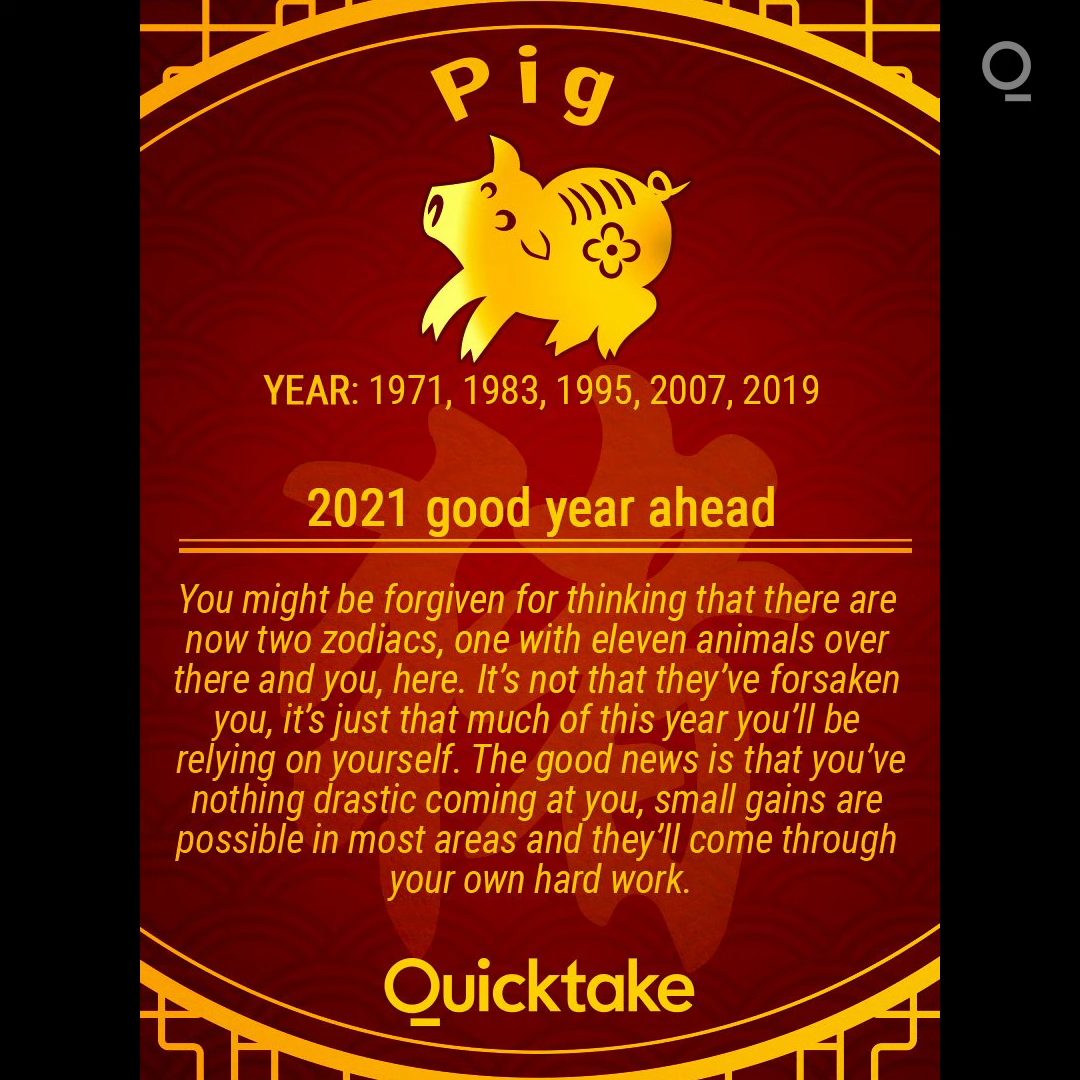 Pig
YEAR: 1971, 1983, 1995, 2007, 2019
2021 good year ahead
You might be forgiven for thinking that there are
now two zodiacs, one with eleven animals over
there and you, here. It’s not that they’ve forsaken
you, it’s just that much of this year you’ll be
relying on yourself. The good news is that you’ve
nothing drastic coming at you, small gains are
possible in most areas and they’ll come through
your own hard work.
Quicktake